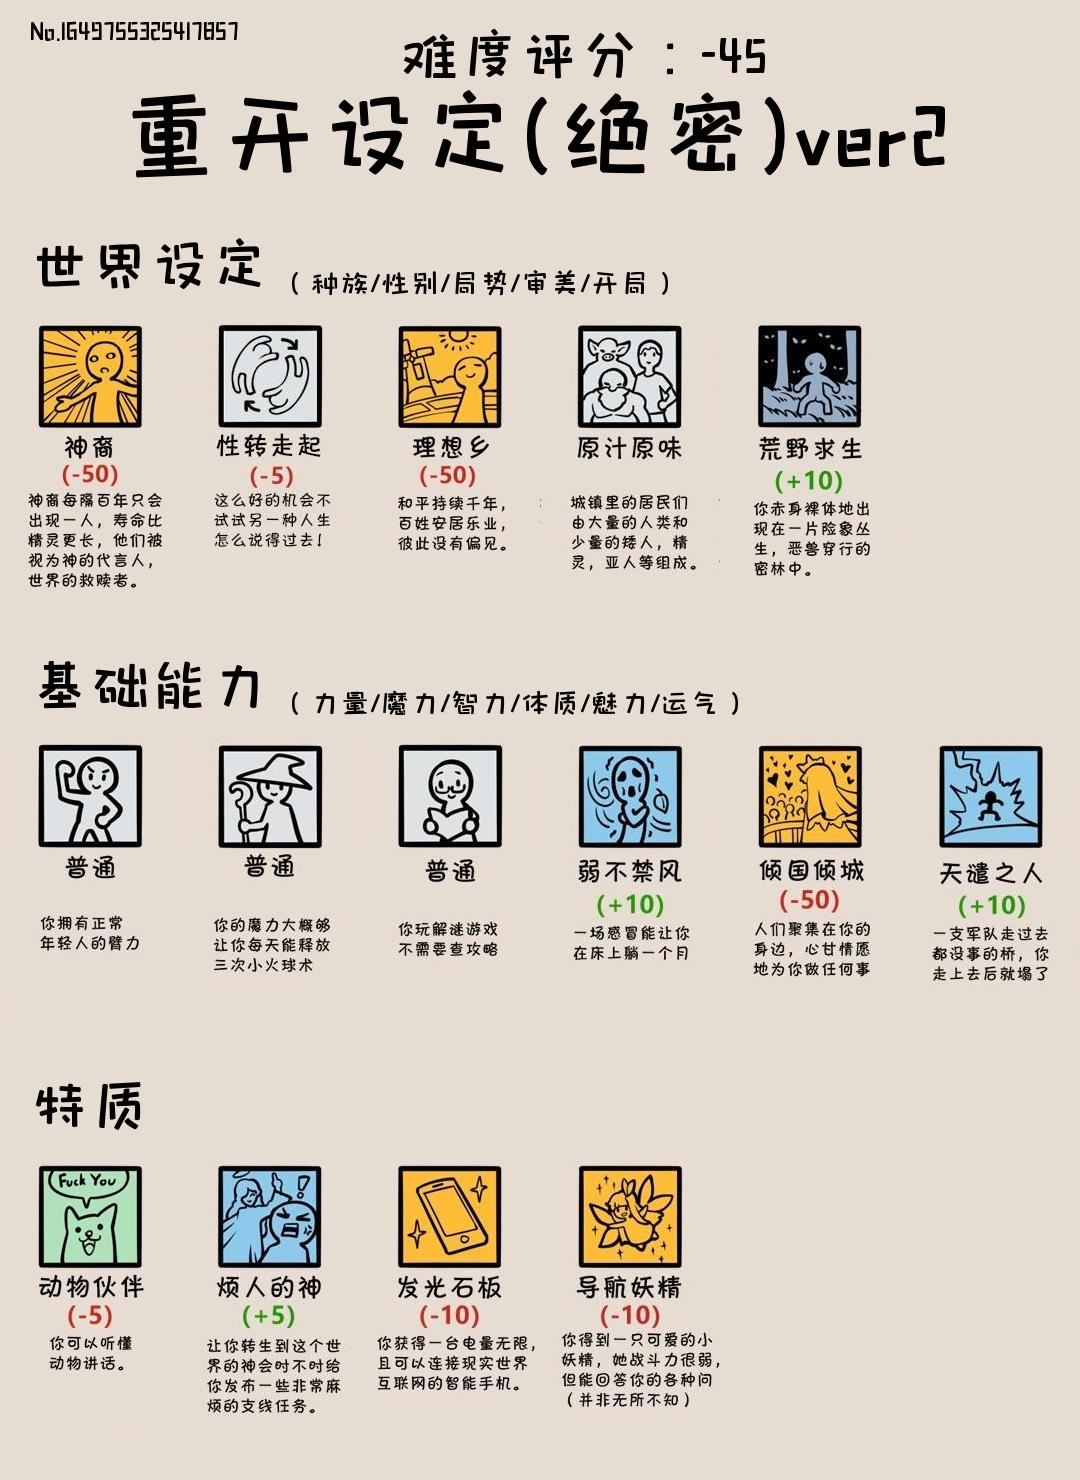 No.1649755325417857
难度评分：-45
重开设定(绝密)ver2
世界设定 （种族/性别/局势/审美/开局）
神裔
(-50)
神裔每隔百年只会
出现一人，寿命比
精灵更长，他们被
视为神的代言人，
世界的救赎者。
性转走起
(-5)
这么好的机会不
试试另一种人生
怎么说得过去！
理想乡
(-50)
和平持续千年，
百姓安居乐业，
彼此没有偏见。
原汁原味
城镇里的居民们
由大量的人类和
少量的矮人，精
灵，亚人等组成。
荒野求生
(+10)
你赤身裸体地出
现在一片险象丛
生，恶兽穿行的
密林中。
基础能力 （力量/魔力/智力/体质/魅力/运气）
普通
你拥有正常
年轻人的臂力
普通
你的魔力大概够
让你每天能释放
三次小火球术
普通
你玩解谜游戏
不需要查攻略
弱不禁风
(+10)
一场感冒能让你
在床上躺一个月
倾国倾城
(-50)
人们聚集在你的
身边，心甘情愿
地为你做任何事
天谴之人
(+10)
一支军队走过去
都没事的桥，你
走上去后就塌了
特质
Fuck You
动物伙伴
(-5)
你可以听懂
动物讲话。
烦人的神
(+5)
让你转生到这个世
界的神会时不时给
你发布一些非常麻
烦的支线任务。
发光石板
(-10)
你获得一台电量无限，
且可以连接现实世界
互联网的智能手机。
导航妖精
(-10)
你得到一只可爱的小
妖精，她战斗力很弱，
但能回答你的各种问
（并非无所不知）